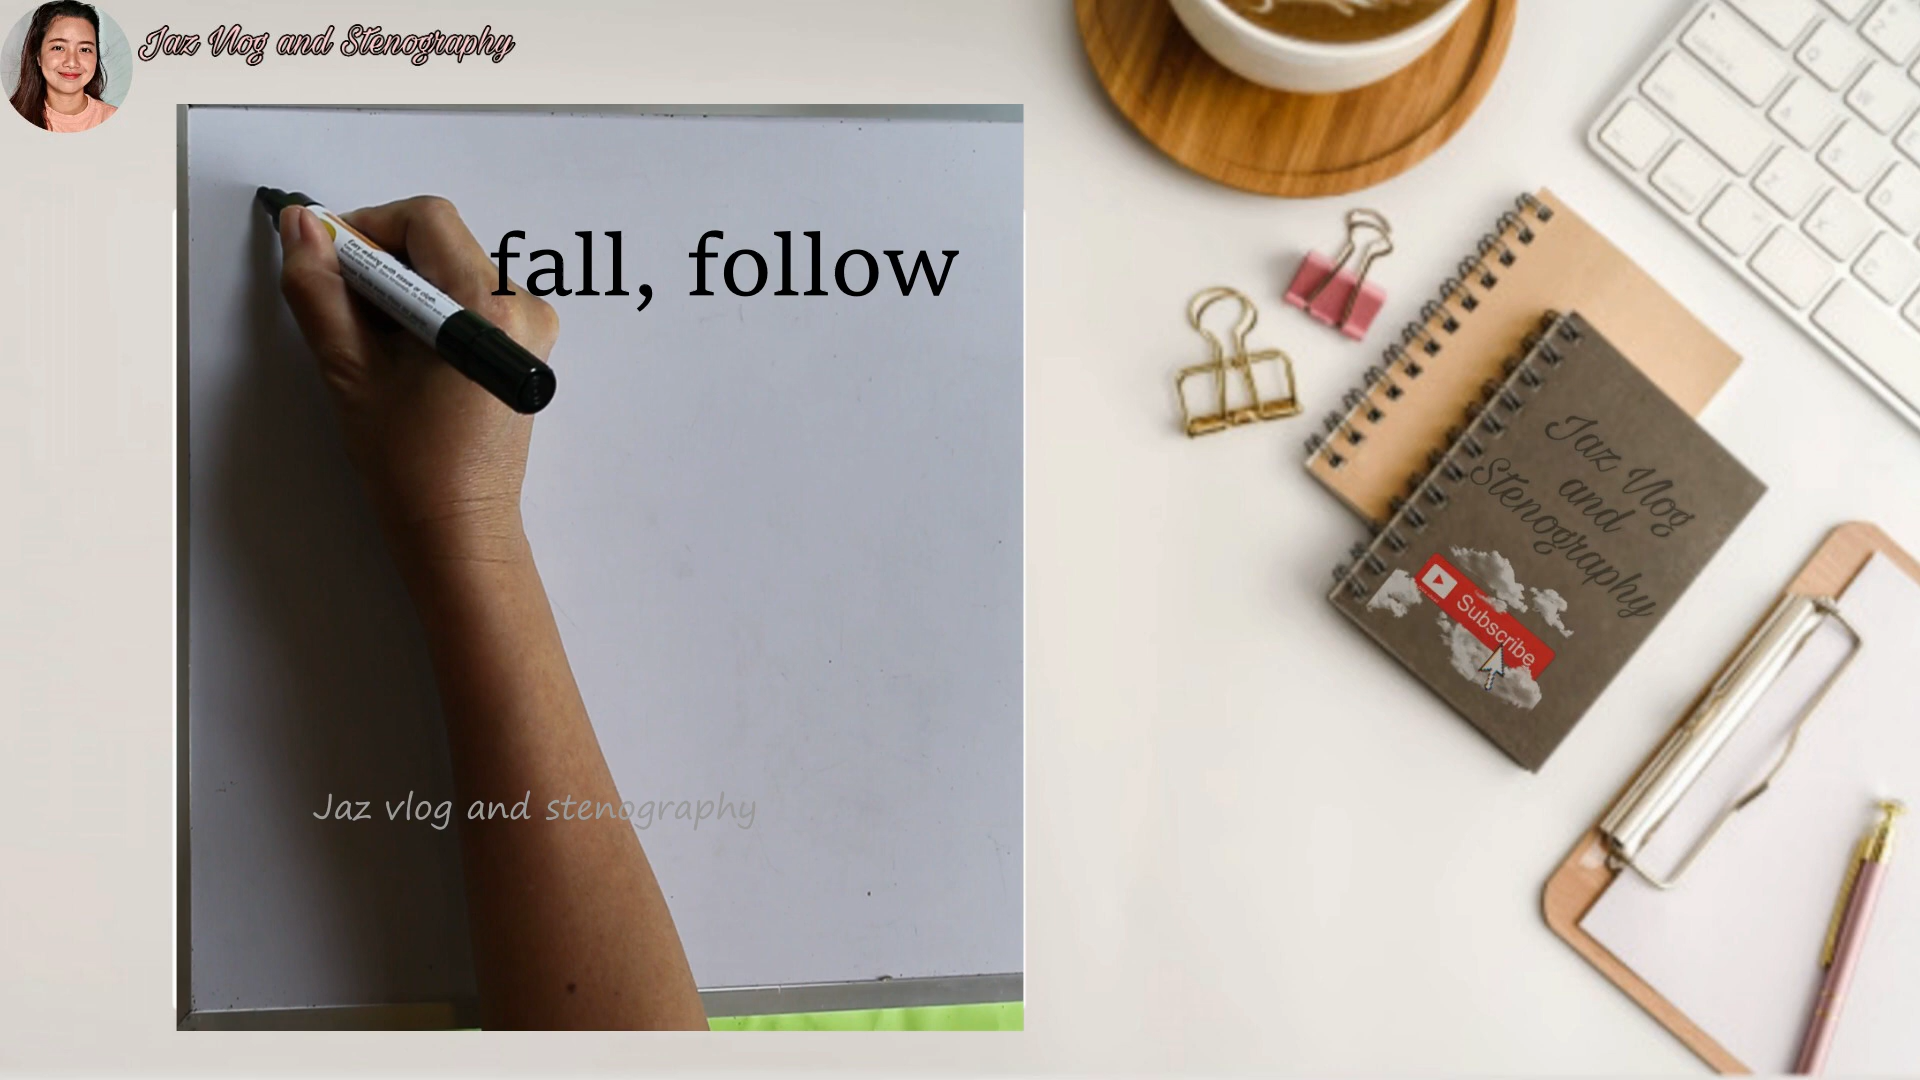 Jaz Vlog and Stenography
fall, follow
Jaz Vlog
and
Stenography
Subscribe
Jaz vlog and stenography